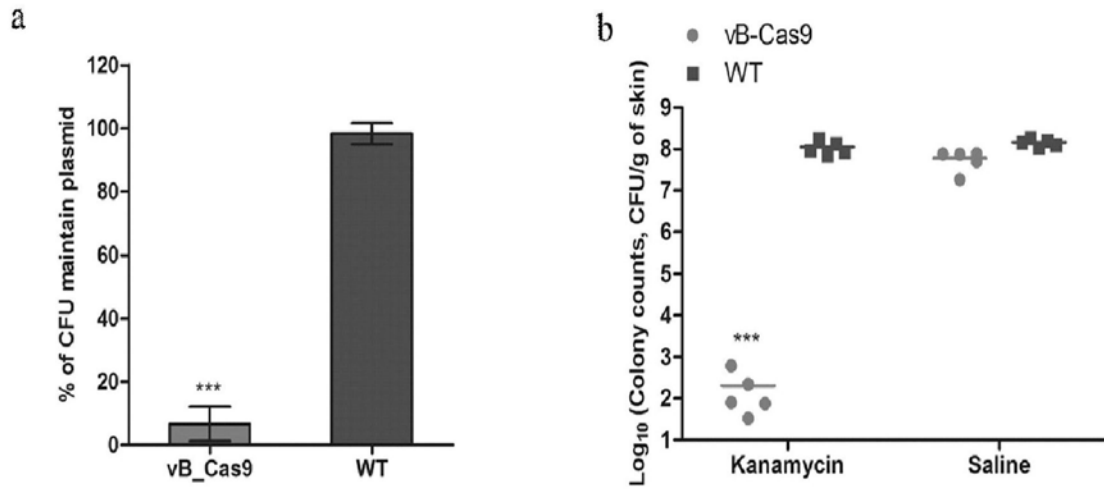 a
% of CFU maintain plasmid
120
100
80
60
40
20
0
***
vB_Cas9 WT
b
vB-Cas9
WT
Log₁₀ (Colony counts, CFU/g of skin)
9
8
7
6
5
4
3
2
1
***
Kanamycin Saline